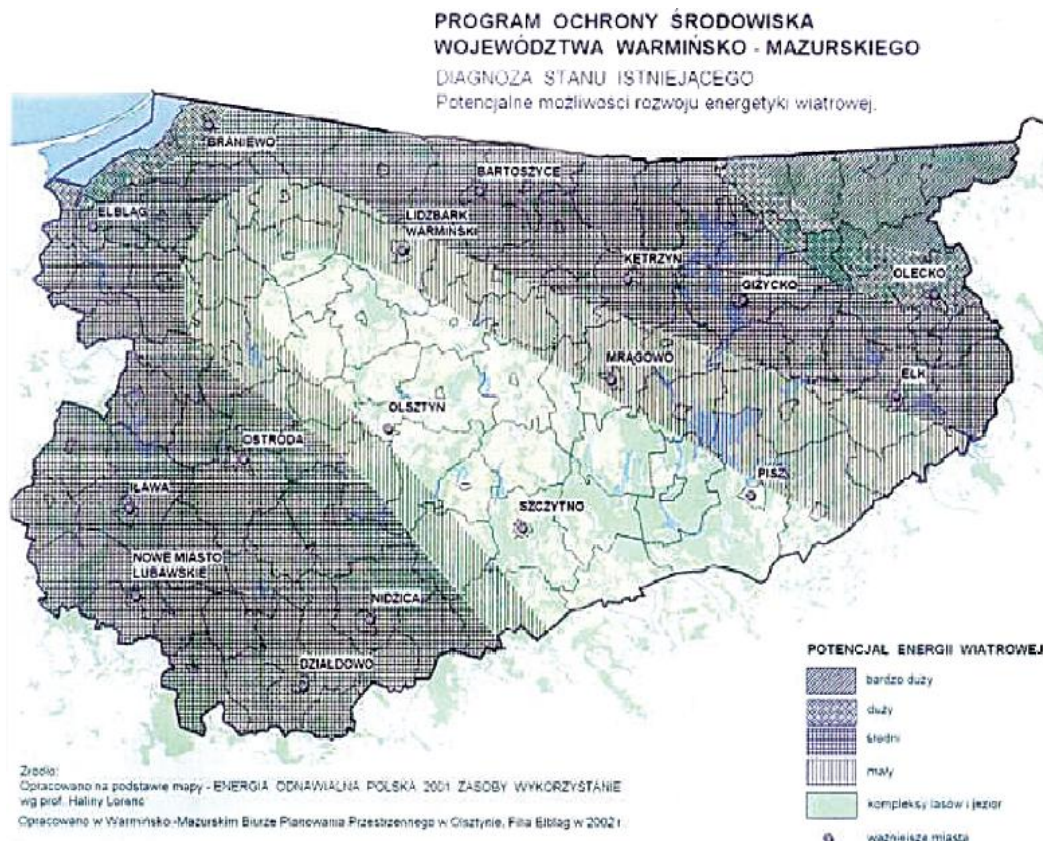 PROGRAM OCHRONY ŚRODOWISKA
WOJEWÓDZTWA WARMIŃSKO - MAZURSKIEGO
DIAGNOZA STANU ISTNIEJĄCEGO
Potencjalne możliwości rozwoju energetyki wiatrowej.
BRANIEWO
BARTOSZYCE
ELBLĄG
LIDZBARK
WARMIŃSKI
KĘTRZYN
GIŻYCKO
OLECKO
MRĄGOWO
EŁK
OLSZTYN
OSTRÓDA
PISZ
IŁAWA
SZCZYTNO
NOWE MIASTO
LUBAWSKIE
NIDZICA
DZIAŁDOWO
POTENCJAŁ ENERGII WIATROWEJ
bardzo duży
duży
średni
mały
kompleksy lasów i jezior
ważniejsze miasta
Źródło:
Opracowano na podstawie mapy - ENERGIA ODNAWIALNA POLSKA 2001 ZASOBY WYKORZYSTANIE
wg prof. Haliny Lorenc
Opracowano w Warmińsko-Mazurskim Biurze Planowania Przestrzennego w Olsztynie, Filia Elbląg w 2002 r.